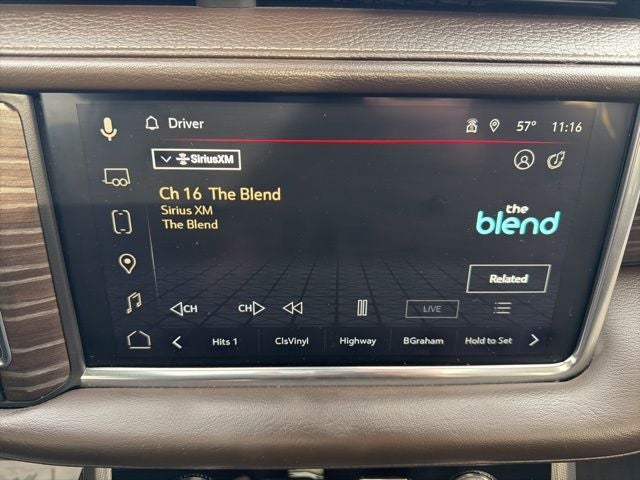 Driver
57° 11:16
SiriusXM
Ch 16 The Blend
Sirius XM
The Blend
the
blend
Related
CH
CH
LIVE
Hits 1 ClsVinyl Highway BGraham Hold to Set